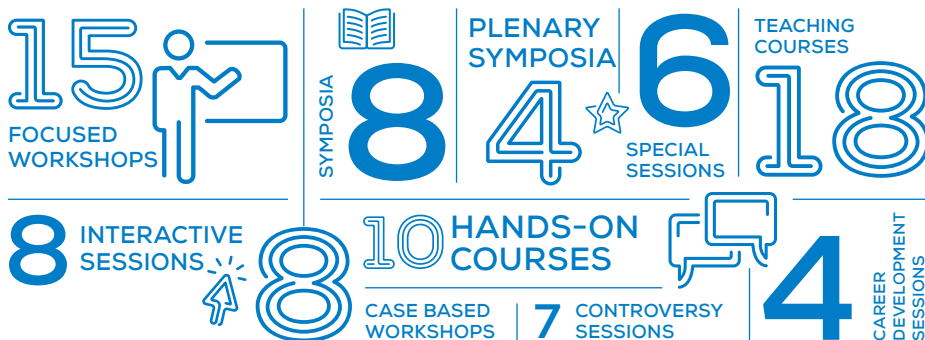 15
FOCUSED
WORKSHOPS
SYMPOSIA
8
PLENARY
SYMPOSIA
4
6
SPECIAL
SESSIONS
TEACHING
COURSES
18
8
INTERACTIVE
SESSIONS
8
CASE BASED
WORKSHOPS
10
HANDS-ON
COURSES
7
CONTROVERSY
SESSIONS
4
CAREER
DEVELOPMENT
SESSIONS